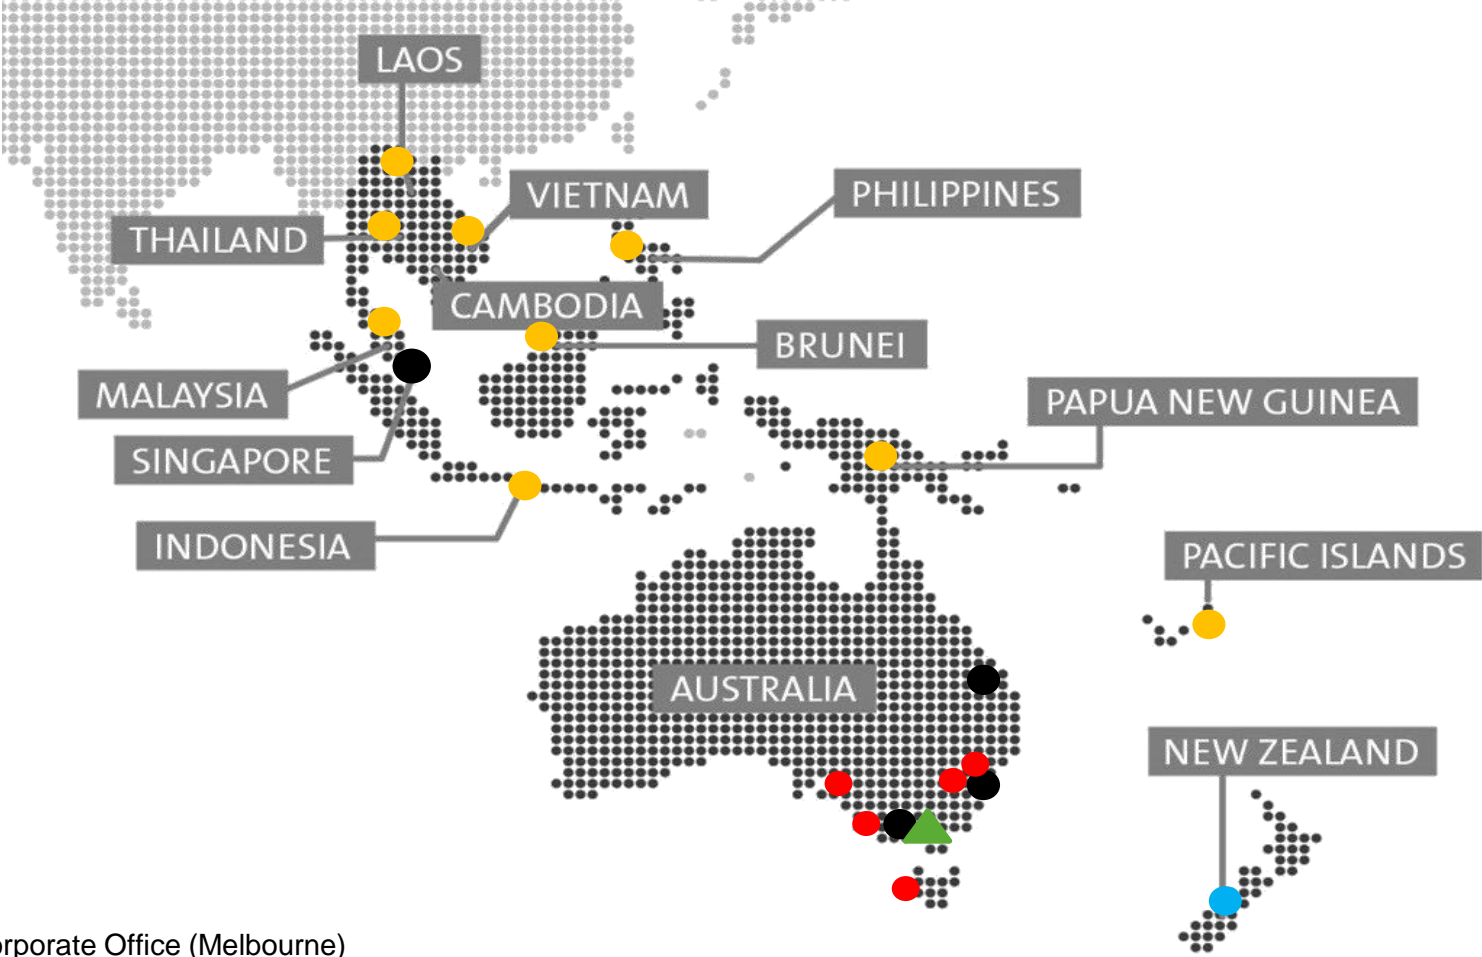 LAOS
VIETNAM
PHILIPPINES
THAILAND
CAMBODIA
BRUNEI
MALAYSIA
PAPUA NEW GUINEA
SINGAPORE
INDONESIA
PACIFIC ISLANDS
AUSTRALIA
NEW ZEALAND
orporate Office (Melbourne)